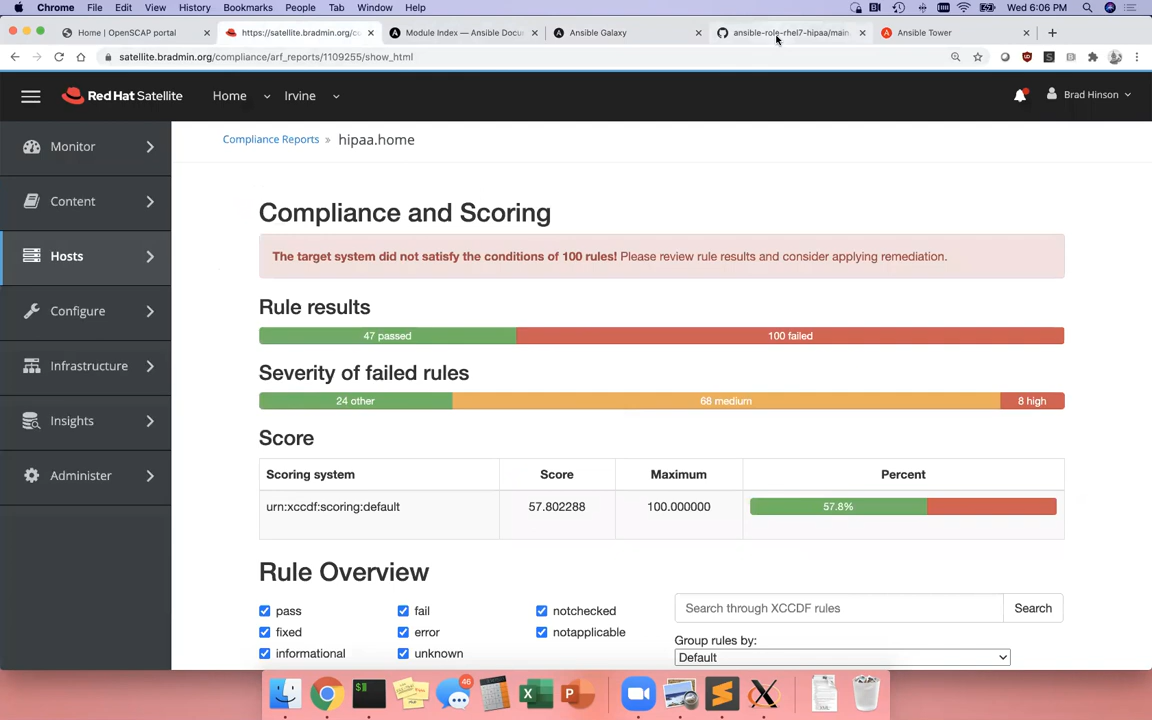 Chrome File Edit View History Bookmarks People Tab Window Help Wed 6:06 PM
Home | OpenSCAP portal https://satellite.bradmin.org/c Module Index — Ansible Docu Ansible Galaxy ansible-role-rhel7-hipaa/main. Ansible Tower
satellite.bradmin.org/compliance/arf_reports/1109255/show_html
Red Hat Satellite Home Irvine Brad Hinson
Monitor
Content
Hosts
Configure
Infrastructure
Insights
Administer
Compliance Reports » hipaa.home
Compliance and Scoring
The target system did not satisfy the conditions of 100 rules! Please review rule results and consider applying remediation.
Rule results
47 passed 100 failed
Severity of failed rules
24 other 68 medium 8 high
Score
Scoring system Score Maximum Percent
urn:xccdf:scoring:default 57.802288 100.000000 57.8%
Rule Overview
pass fail notchecked
fixed error notapplicable
informational unknown
Search through XCCDF rules Search
Group rules by:
Default
46